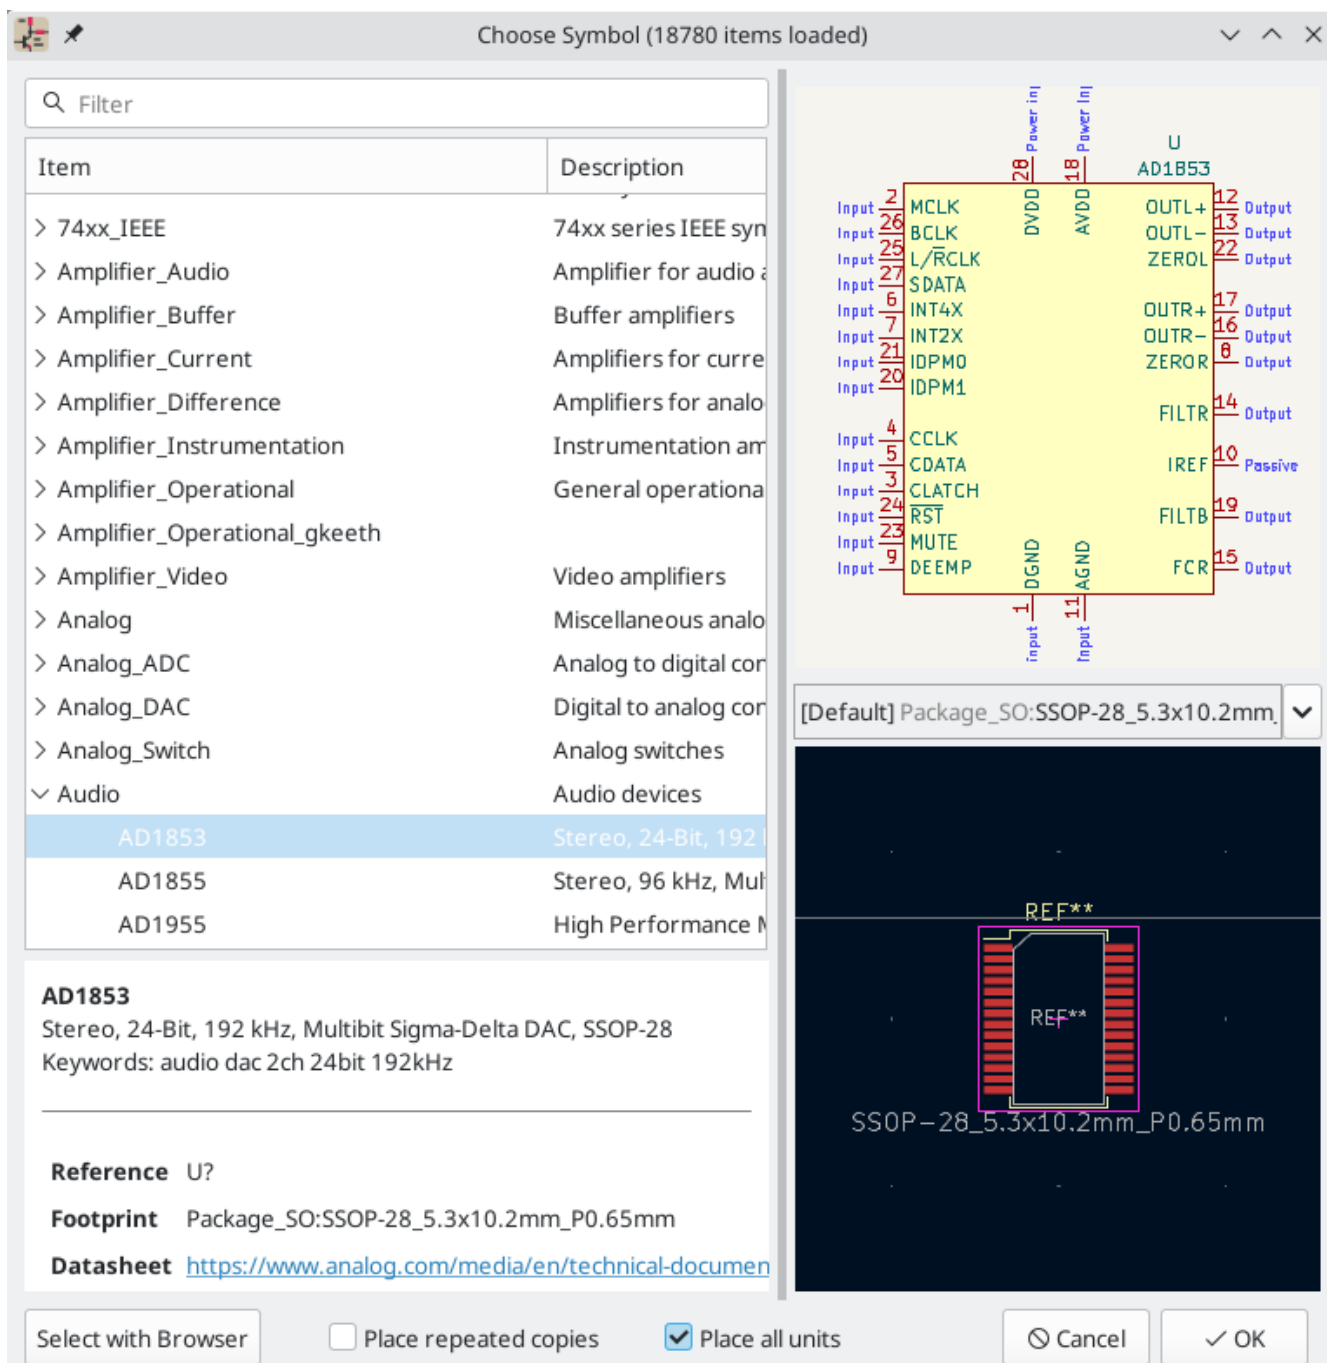 Choose Symbol (18780 items loaded)
Filter
Item Description
74xx_IEEE 74xx series IEEE syn
Amplifier_Audio Amplifier for audio a
Amplifier_Buffer Buffer amplifiers
Amplifier_Current Amplifiers for curre
Amplifier_Difference Amplifiers for analo
Amplifier_Instrumentation Instrumentation am
Amplifier_Operational General operationa
Amplifier_Operational_gkeeth
Amplifier_Video Video amplifiers
Analog Miscellaneous analo
Analog_ADC Analog to digital con
Analog_DAC Digital to analog con
Analog_Switch Analog switches
Audio Audio devices
AD1853 Stereo, 24-Bit, 192
AD1855 Stereo, 96 kHz, Mul
AD1955 High Performance M
AD1853
Stereo, 24-Bit, 192 kHz, Multibit Sigma-Delta DAC, SSOP-28
Keywords: audio dac 2ch 24bit 192kHz
Reference U?
Footprint Package_SO:SSOP-28_5.3x10.2mm_P0.65mm
Datasheet https://www.analog.com/media/en/technical-documen
Power inp
Power Inp
28
18
DVDD
AVDD
U
AD1853
Input 2 MCLK
Input 26 BCLK
Input 25 L/RCLK
Input 27 SDATA
Input 6 INT4X
Input 7 INT2X
Input 21 IDPM0
Input 20 IDPM1
Input 4 CCLK
Input 5 CDATA
Input 3 CLATCH
Input 24 RST
Input 23 MUTE
Input 9 DEEMP
OUTL+ 12 Output
OUTL- 13 Output
ZEROL 22 Output
OUTR+ 17 Output
OUTR- 16 Output
ZEROR 8 Output
FILTR 14 Output
IREF 10 Passive
FILTB 19 Output
FCR 15 Output
DGND
AGND
1
11
input
Input
[Default] Package_SO:SSOP-28_5.3x10.2mm_
REF**
REF**
SSOP-28_5.3x10.2mm_P0.65mm
Select with Browser
Place repeated copies
Place all units
Cancel
OK